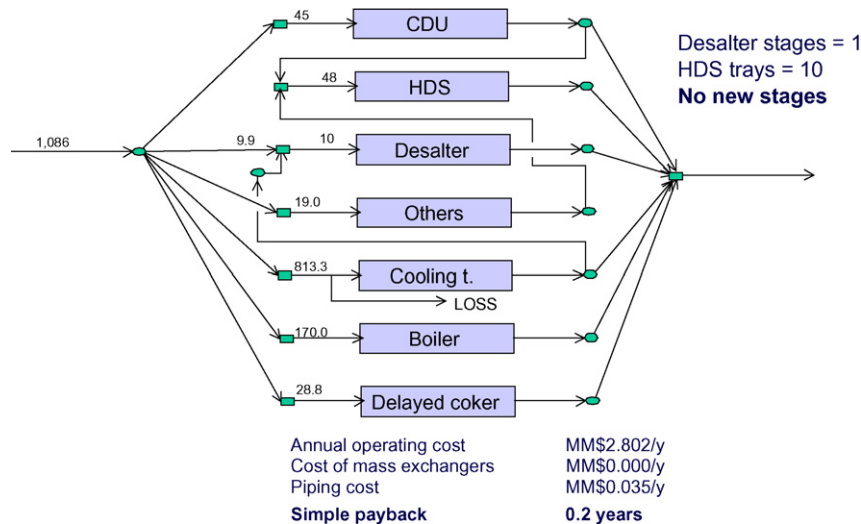 45
CDU
Desalter stages = 1
HDS trays = 10
No new stages
48
HDS
1,086
9.9
10
Desalter
19.0
Others
813.3
Cooling t.
LOSS
170.0
Boiler
28.8
Delayed coker
Annual operating cost MM$2.802/y
Cost of mass exchangers MM$0.000/y
Piping cost MM$0.035/y
Simple payback 0.2 years